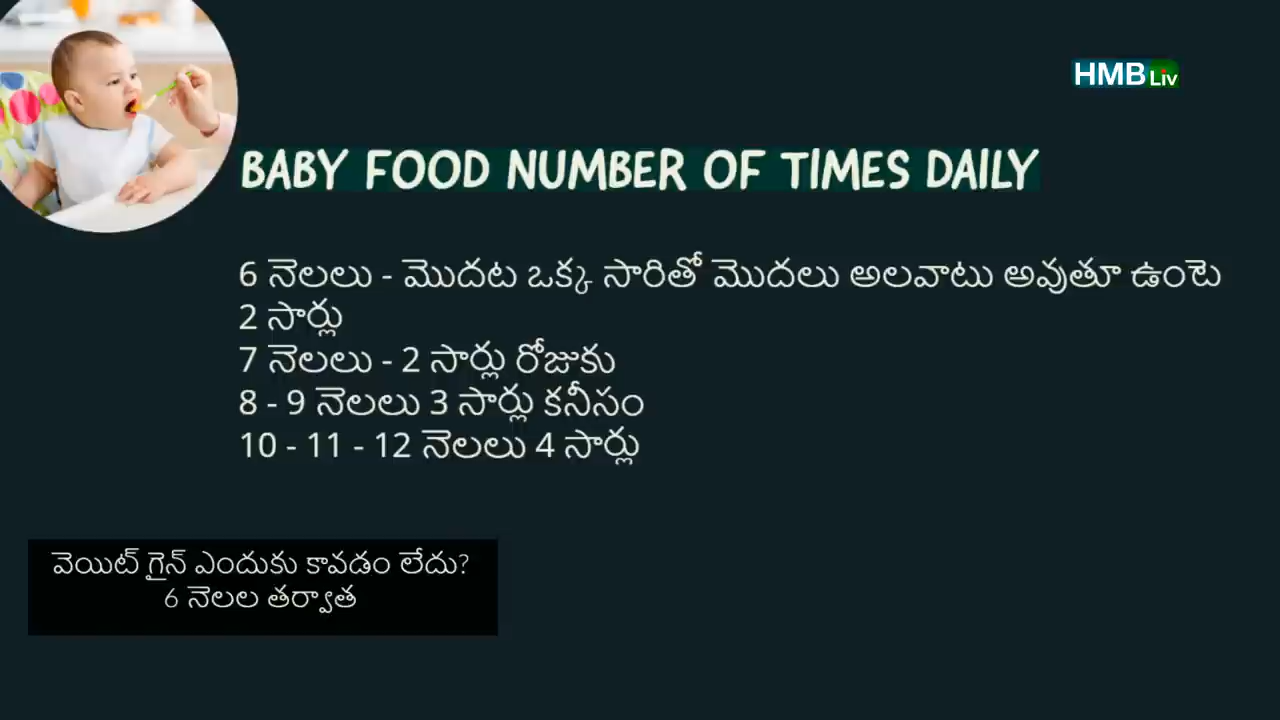 HMB Liv
BABY FOOD NUMBER OF TIMES DAILY
6 నెలలు - మొదట ఒక్క సారితో మొదలు అలవాటు అవుతూ ఉంటె
2 సార్లు
7 నెలలు - 2 సార్లు రోజుకు
8 - 9 నెలలు 3 సార్లు కనీసం
10 - 11 - 12 నెలలు 4 సార్లు
వెయిట్ గైన్ ఎందుకు కావడం లేదు?
6 నెలల తర్వాత